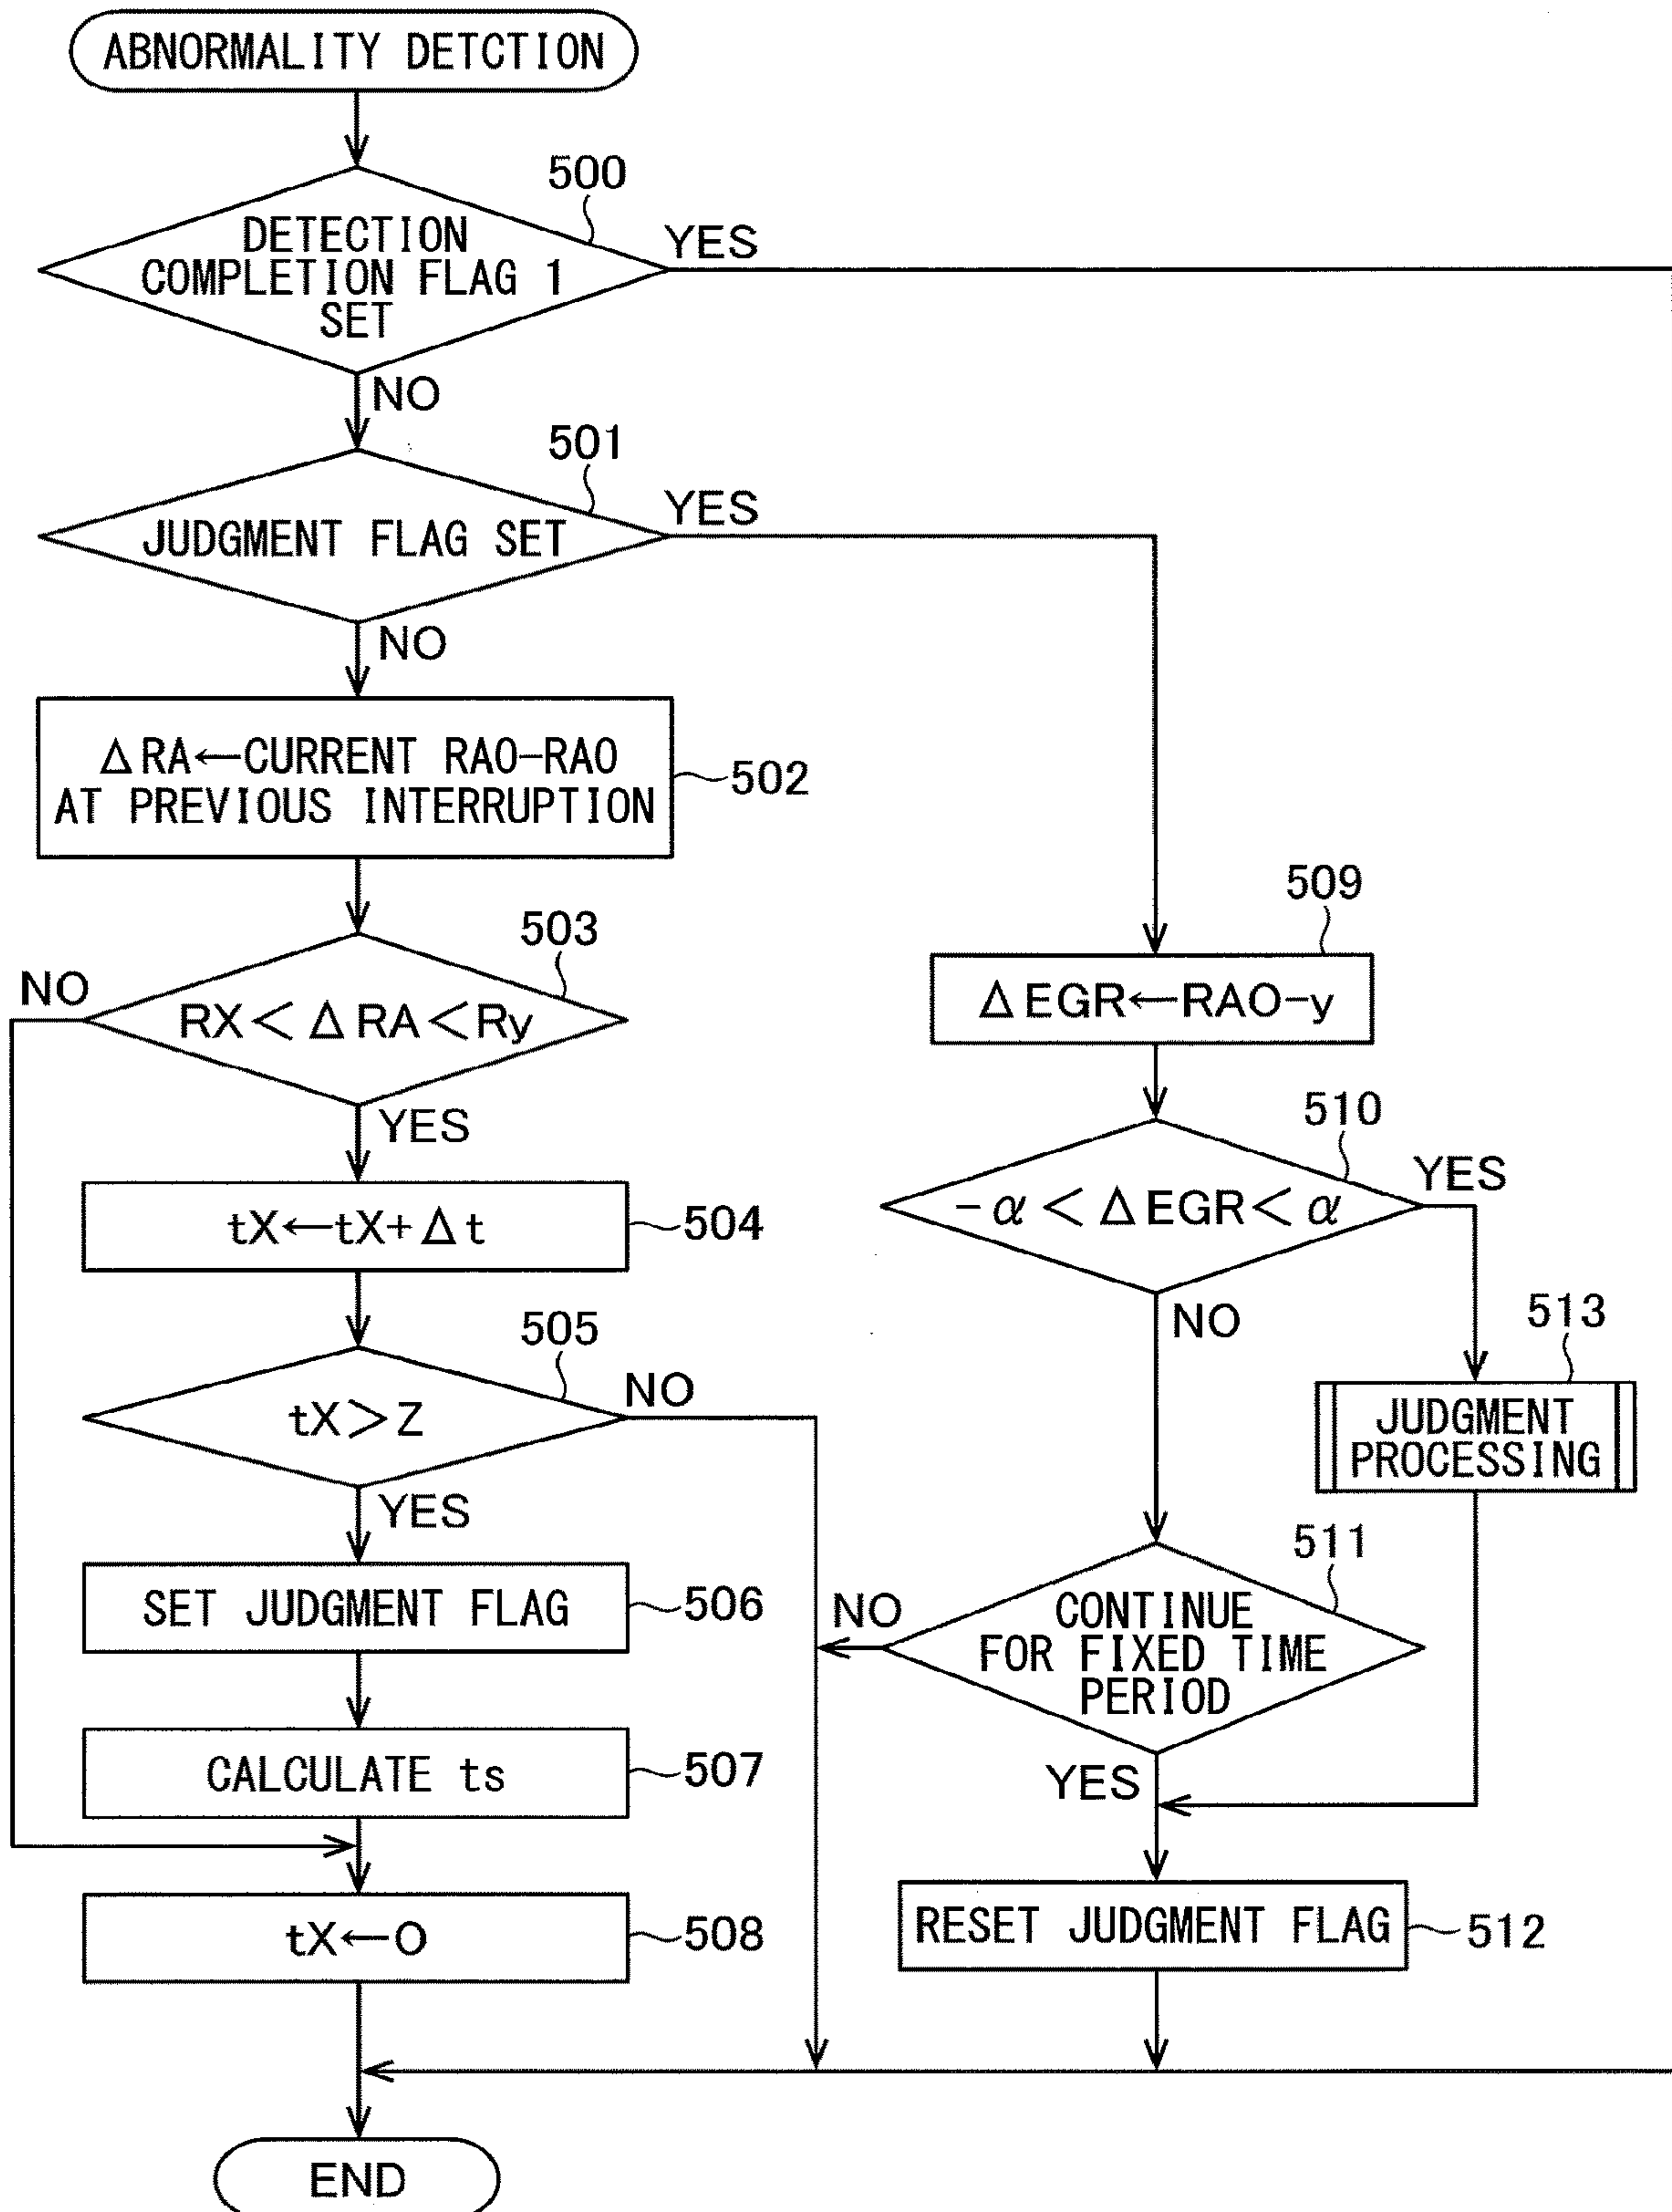 ABNORMALITY DETCTION
500
DETECTION
COMPLETION FLAG 1
SET
YES
NO
501
JUDGMENT FLAG SET
YES
NO
ΔRA←CURRENT RAO-RAO
AT PREVIOUS INTERRUPTION
502
503
NO
RX<ΔRA<Ry
YES
tX←tX+Δt
504
505
tX>Z
NO
YES
SET JUDGMENT FLAG
506
CALCULATE ts
507
tX←O
508
509
ΔEGR←RAO-y
510
-α<ΔEGR<α
YES
NO
513
JUDGMENT
PROCESSING
511
CONTINUE
FOR FIXED TIME
PERIOD
NO
YES
RESET JUDGMENT FLAG
512
END